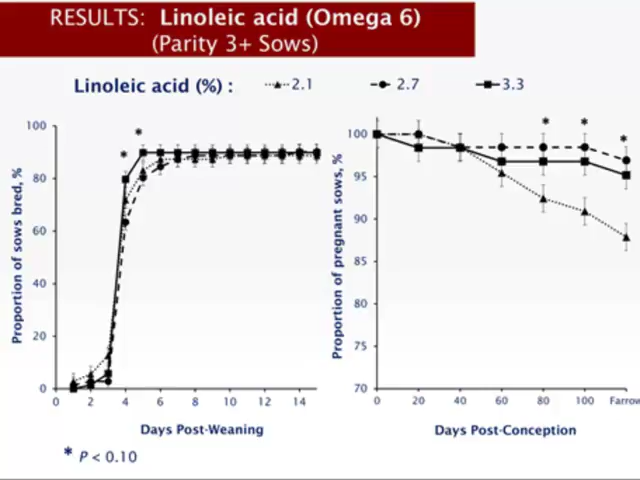 RESULTS: Linoleic acid (Omega 6)
(Parity 3+ Sows)
Linoleic acid (%) : 2.1 2.7 3.3
Proportion of sows bred, %
100
80
60
40
20
0
*
*
0 2 4 6 8 10 12 14
Days Post-Weaning
Proportion of pregnant sows, %
100
95
90
85
80
75
70
* * *
0 20 40 60 80 100 Farrow
Days Post-Conception
* P < 0.10